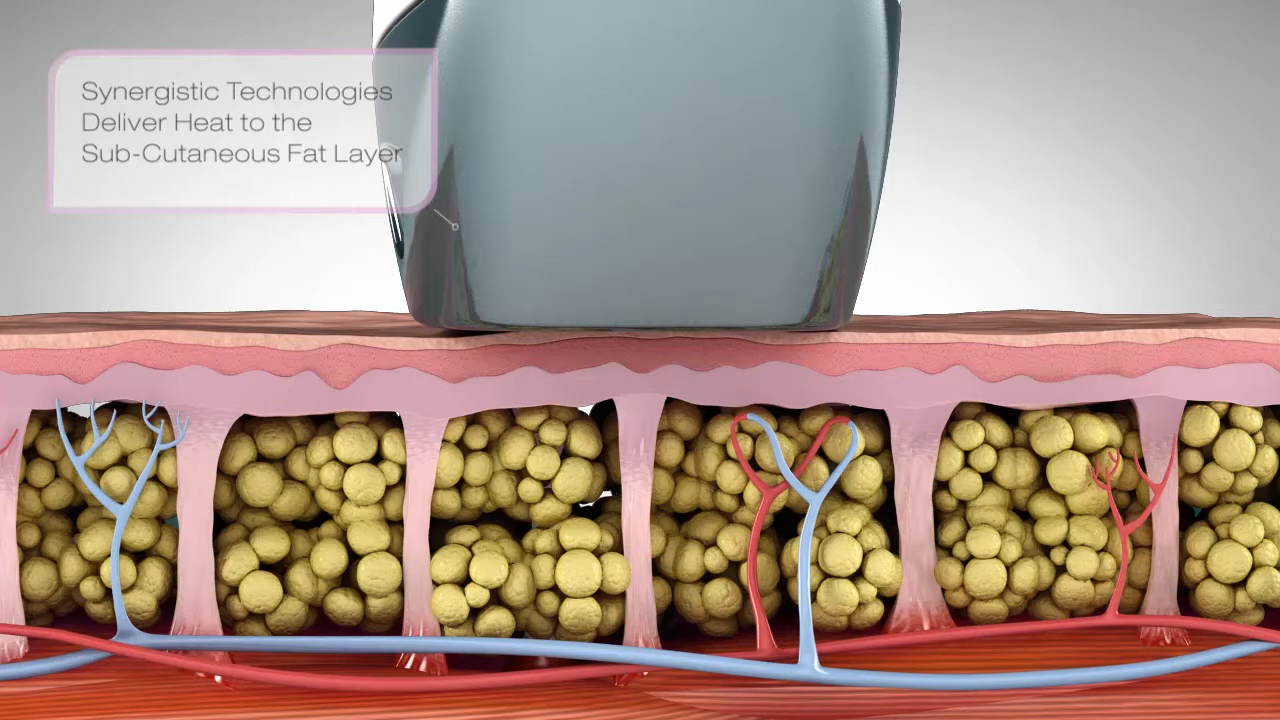 Synergistic Technologies
Deliver Heat to the
Sub-Cutaneous Fat Layer